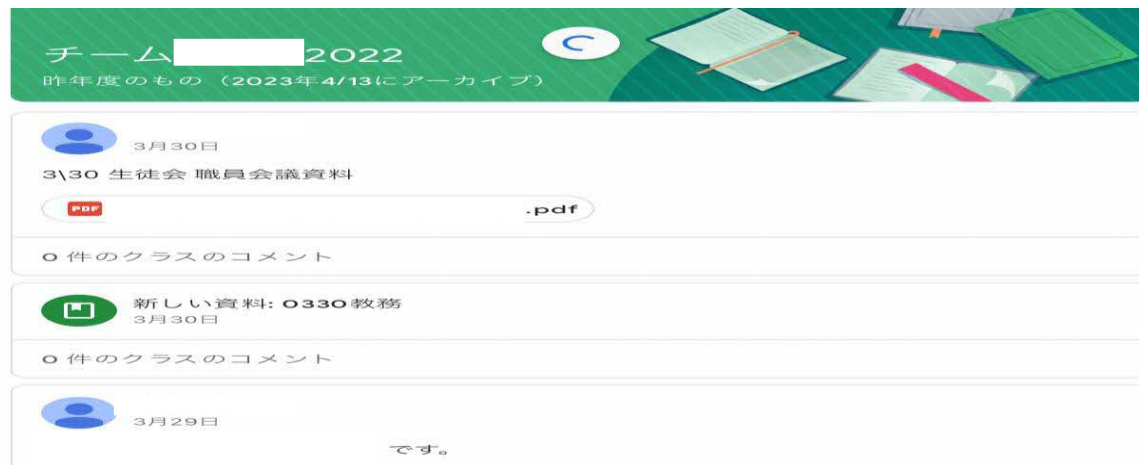 チーム 2022
昨年度のもの（2023年4/13にアーカイブ）
3月30日
3\30 生徒会 職員会議資料
PDF .pdf
0 件のクラスのコメント
新しい資料: 0330教務
3月30日
0 件のクラスのコメント
3月29日
です。